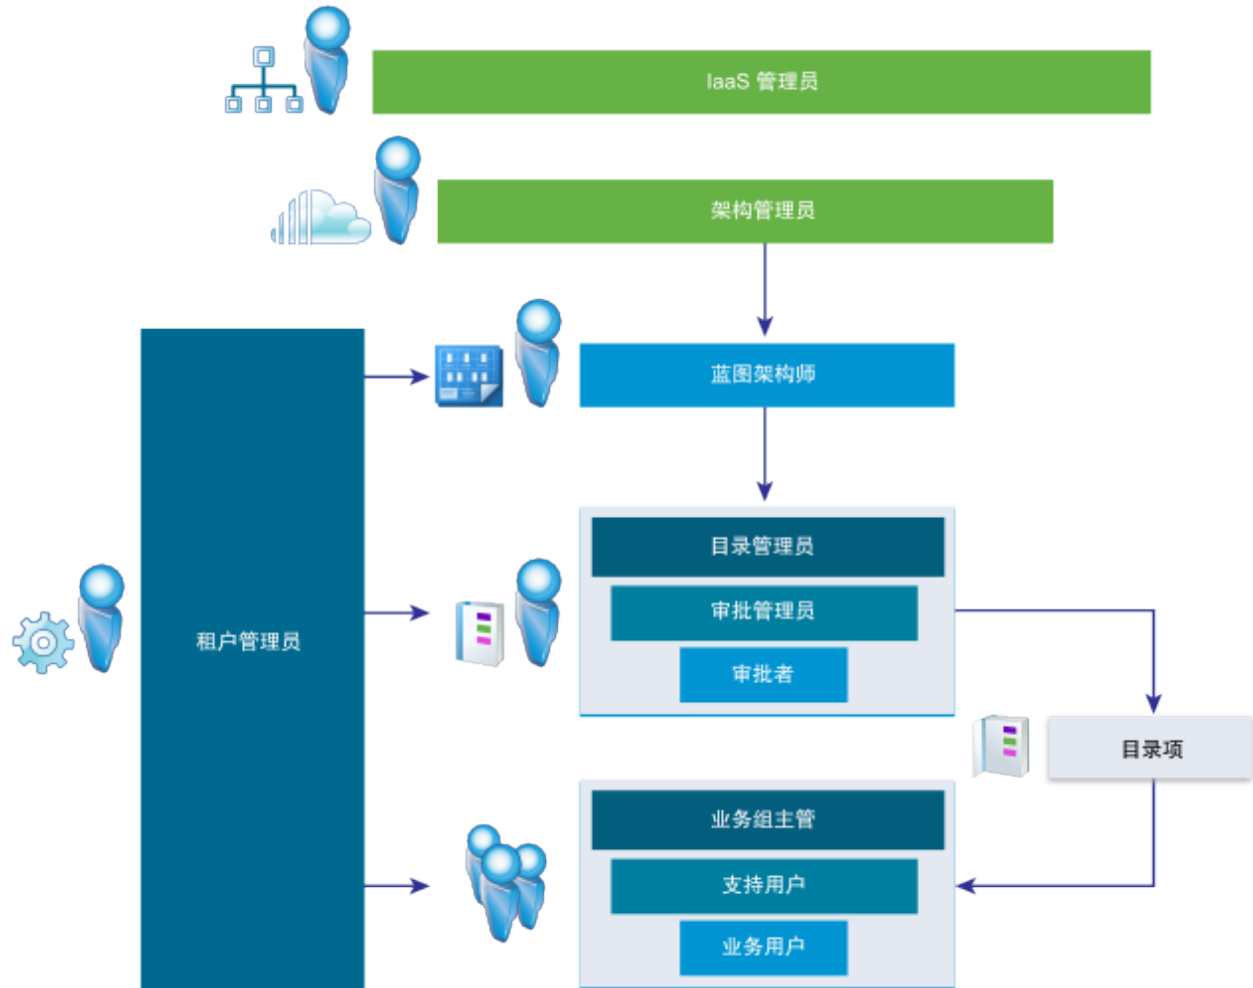 IaaS 管理员
架构管理员
蓝图架构师
目录管理员
审批管理员
审批者
租户管理员
目录项
业务组主管
支持用户
业务用户